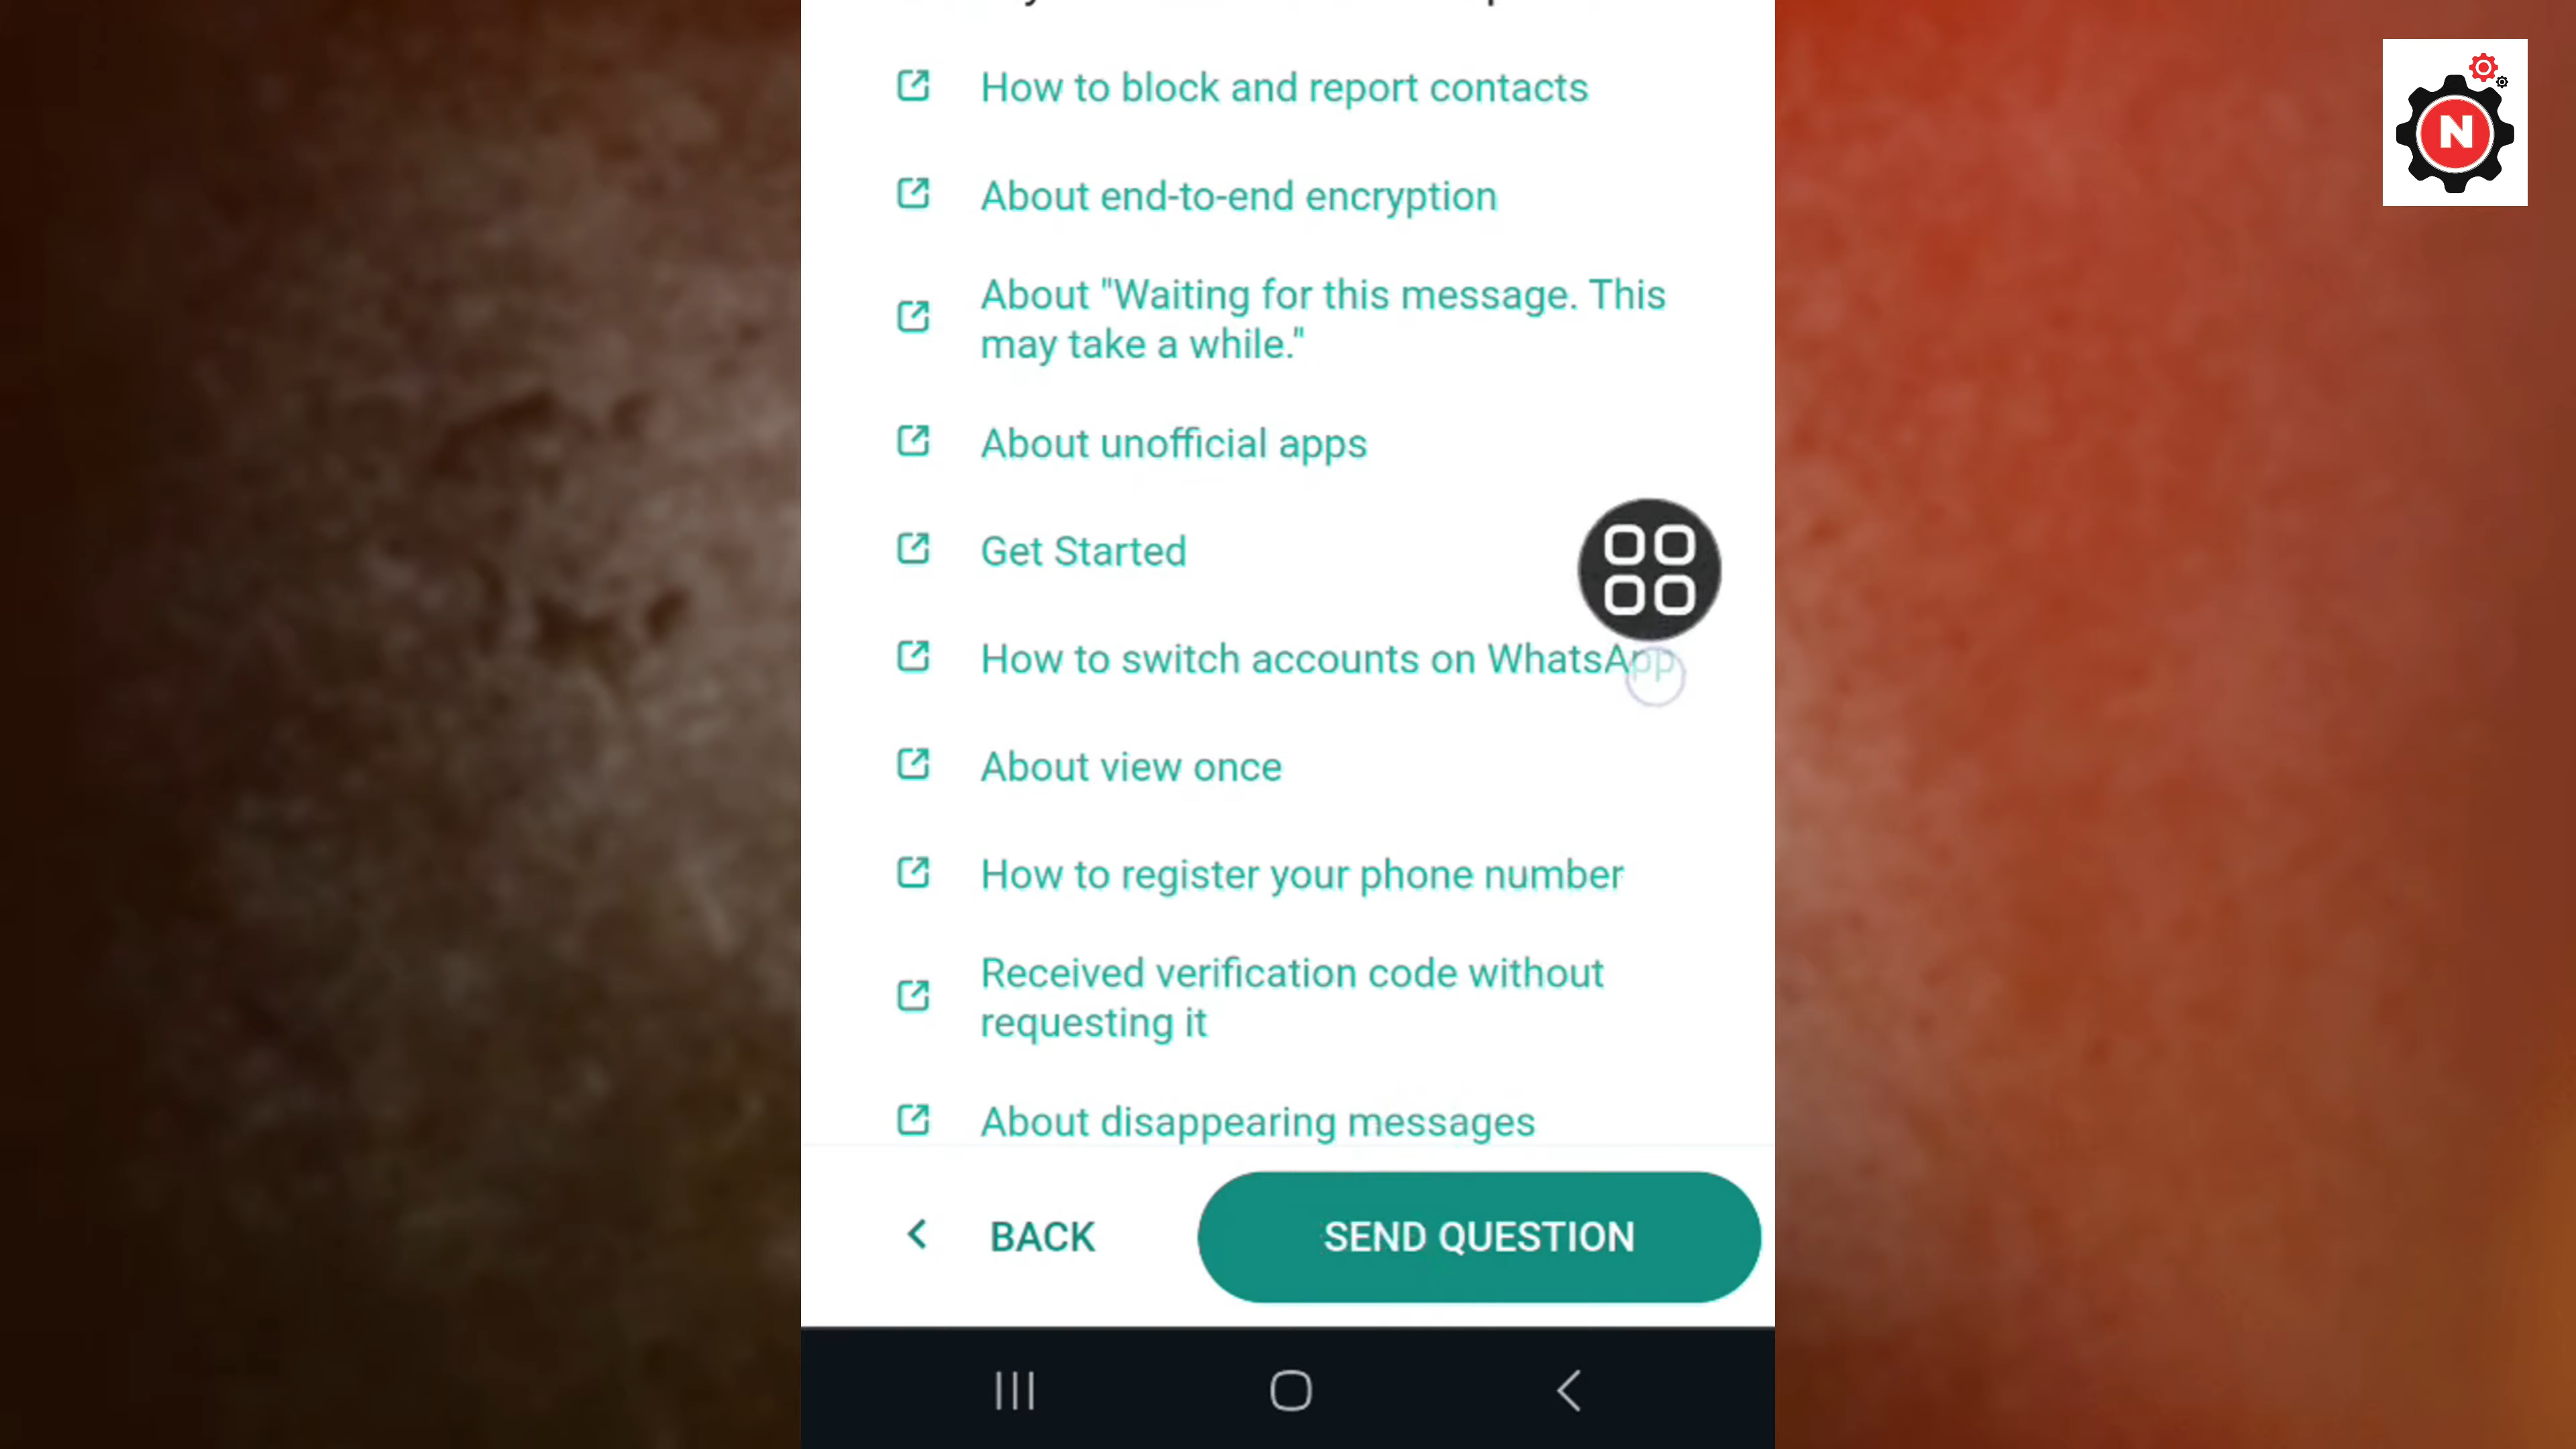 How to block and report contacts
About end-to-end encryption
About "Waiting for this message. This
may take a while."
About unofficial apps
Get Started
How to switch accounts on WhatsApp
About view once
How to register your phone number
Received verification code without
requesting it
About disappearing messages
BACK
SEND QUESTION
N